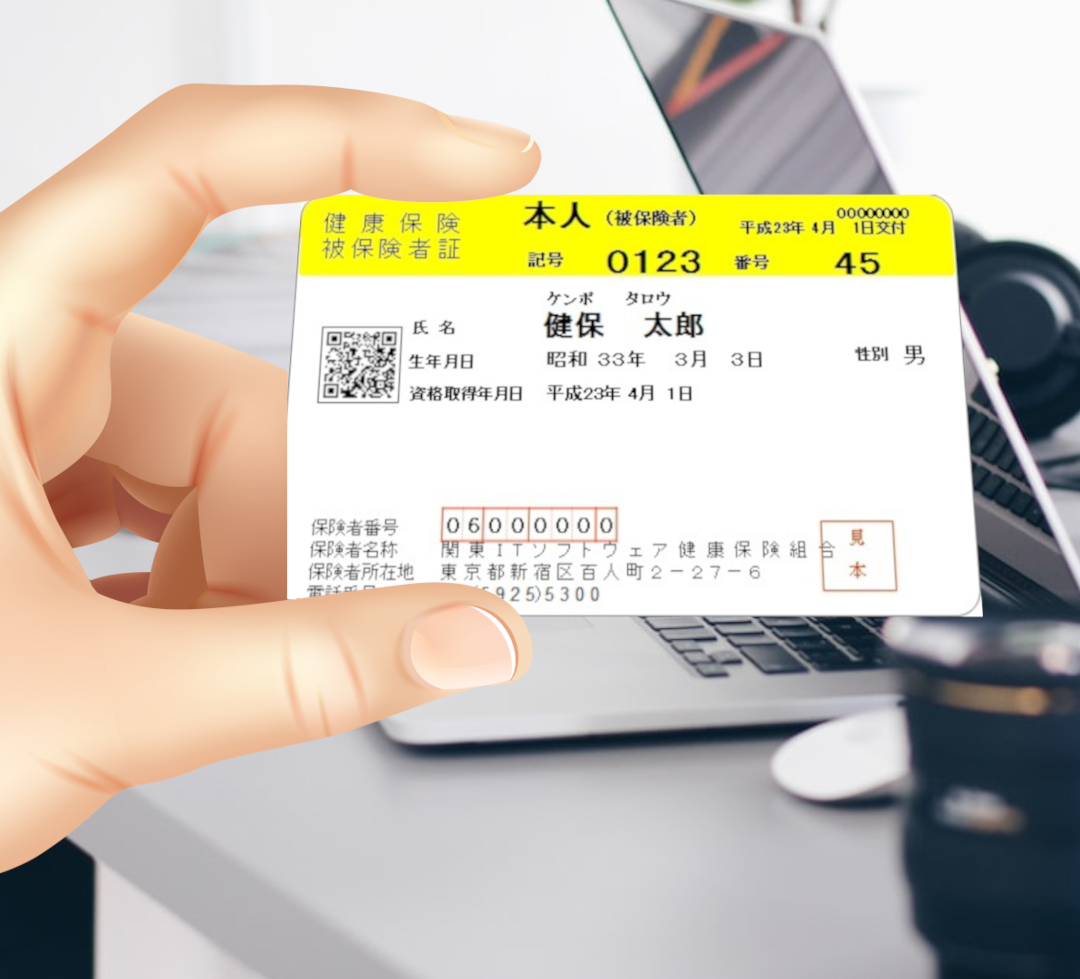 健康保険
被保険者証
本人（被保険者）
00000000
平成23年 4月 1日交付
記号 0123 番号 45
ケンポ タロウ
氏名 健保 太郎
生年月日 昭和 33年 3月 3日 性別 男
資格取得年月日 平成23年 4月 1日
保険者番号 06000000
保険者名称 関東ITソフトウェア健康保険組合
保険者所在地 東京都新宿区百人町2-27-6
925)5300
見本